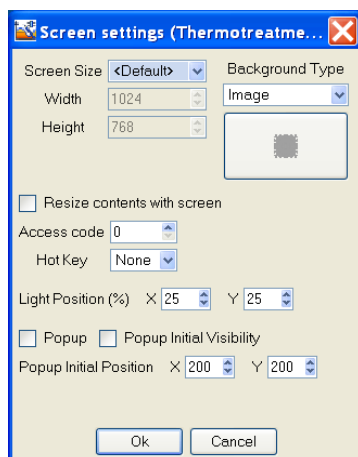 Screen settings (Thermotreatme...
Screen Size <Default> Background Type
Width 1024 Image
Height 768
Resize contents with screen
Access code 0
Hot Key None
Light Position (%) X 25 Y 25
Popup Popup Initial Visibility
Popup Initial Position X 200 Y 200
Ok Cancel